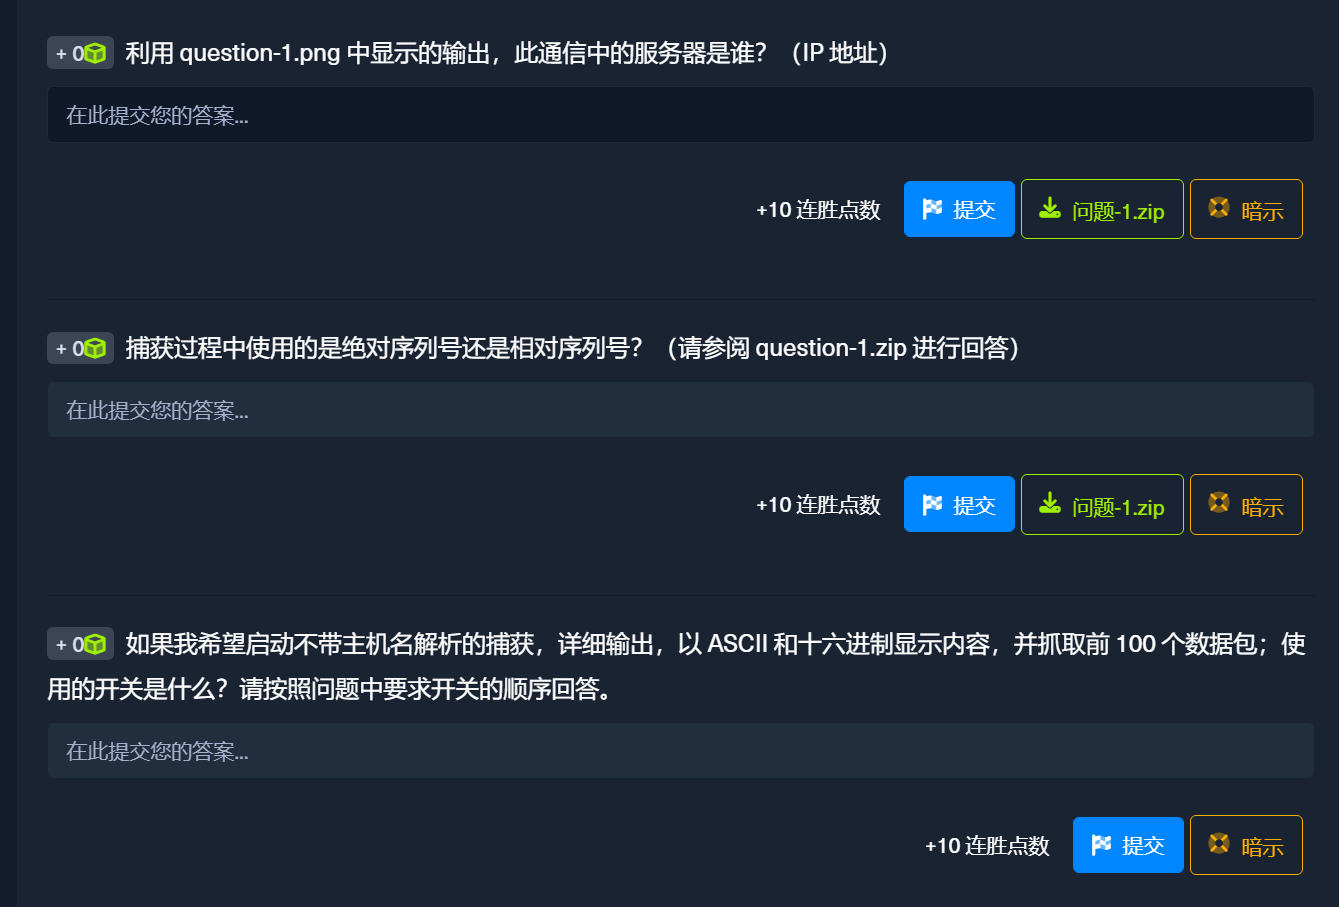 + 0 利用 question-1.png 中显示的输出，此通信中的服务器是谁？（IP 地址）
在此提交您的答案...
+10 连胜点数 提交 问题-1.zip 暗示
+ 0 捕获过程中使用的是绝对序列号还是相对序列号？（请参阅 question-1.zip 进行回答）
在此提交您的答案...
+10 连胜点数 提交 问题-1.zip 暗示
+ 0 如果我希望启动不带主机名解析的捕获，详细输出，以 ASCII 和十六进制显示内容，并抓取前 100 个数据包；使
用的开关是什么？请按照问题中要求开关的顺序回答。
在此提交您的答案...
+10 连胜点数 提交 暗示